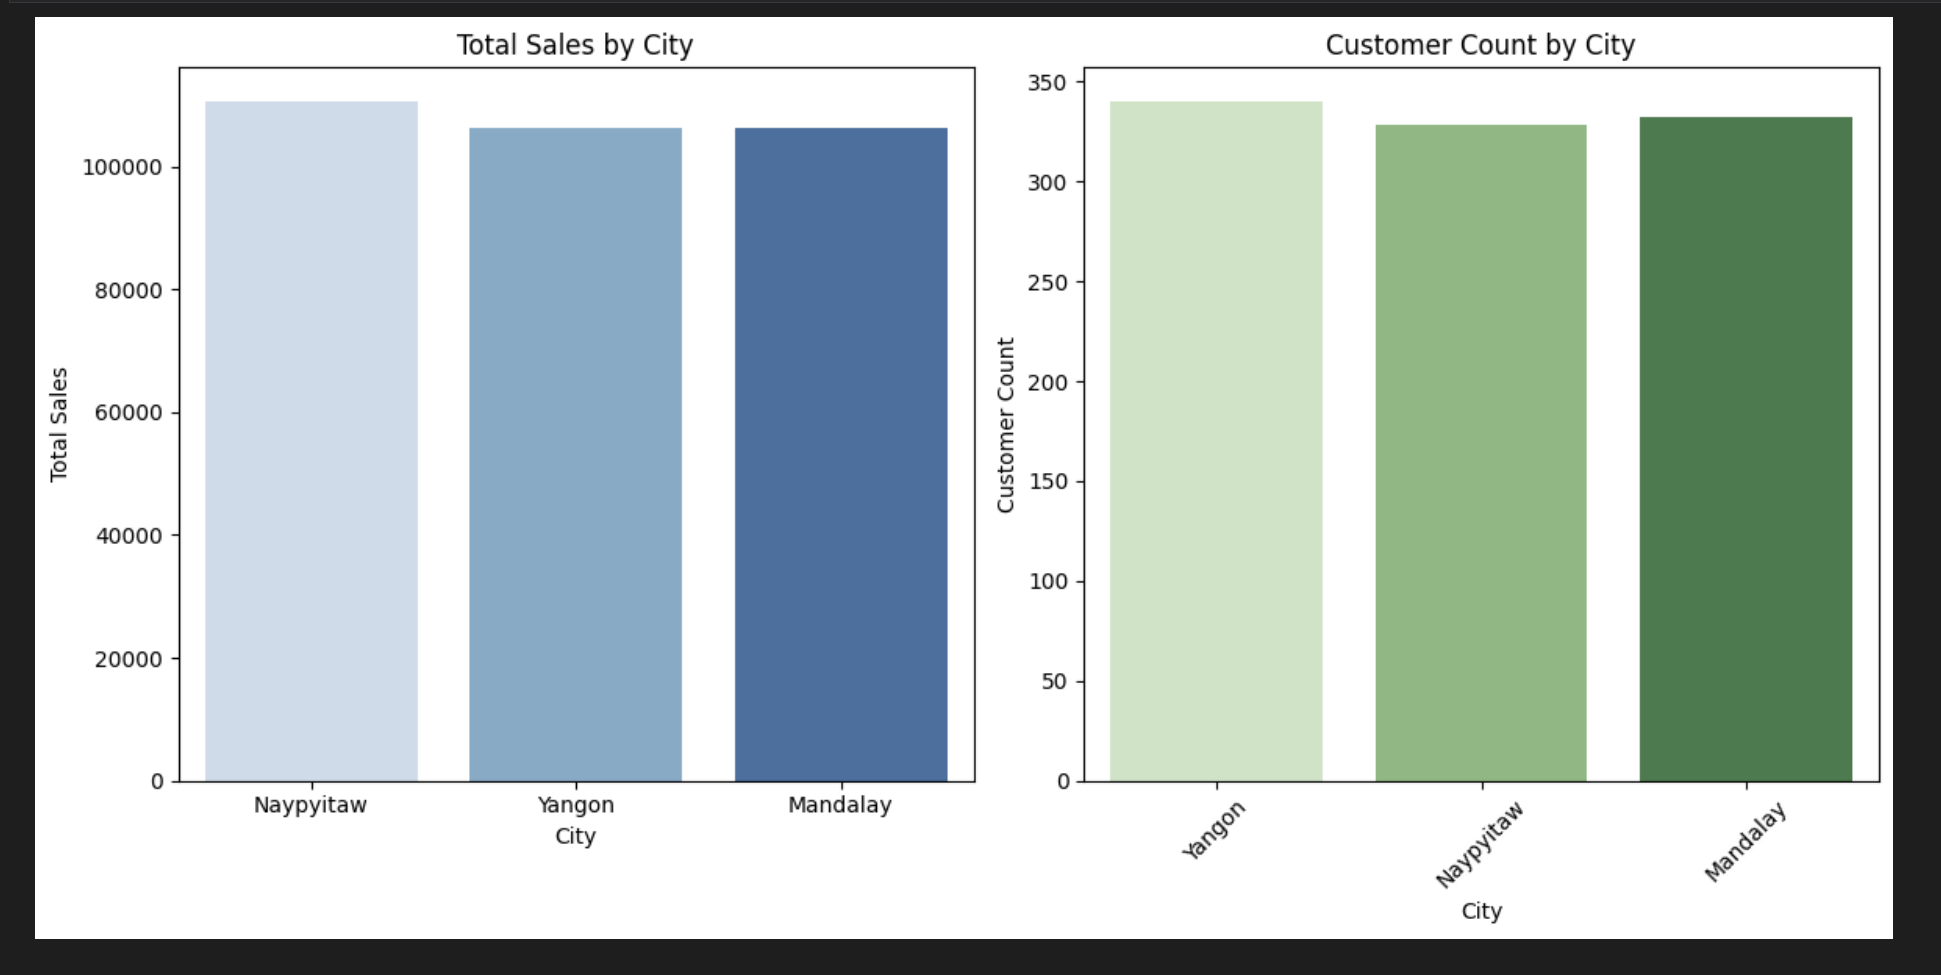 Total Sales by City
Total Sales
100000
80000
60000
40000
20000
0
Naypyitaw
Yangon
Mandalay
City
Customer Count by City
Customer Count
350
300
250
200
150
100
50
0
Yangon
Naypyitaw
Mandalay
City